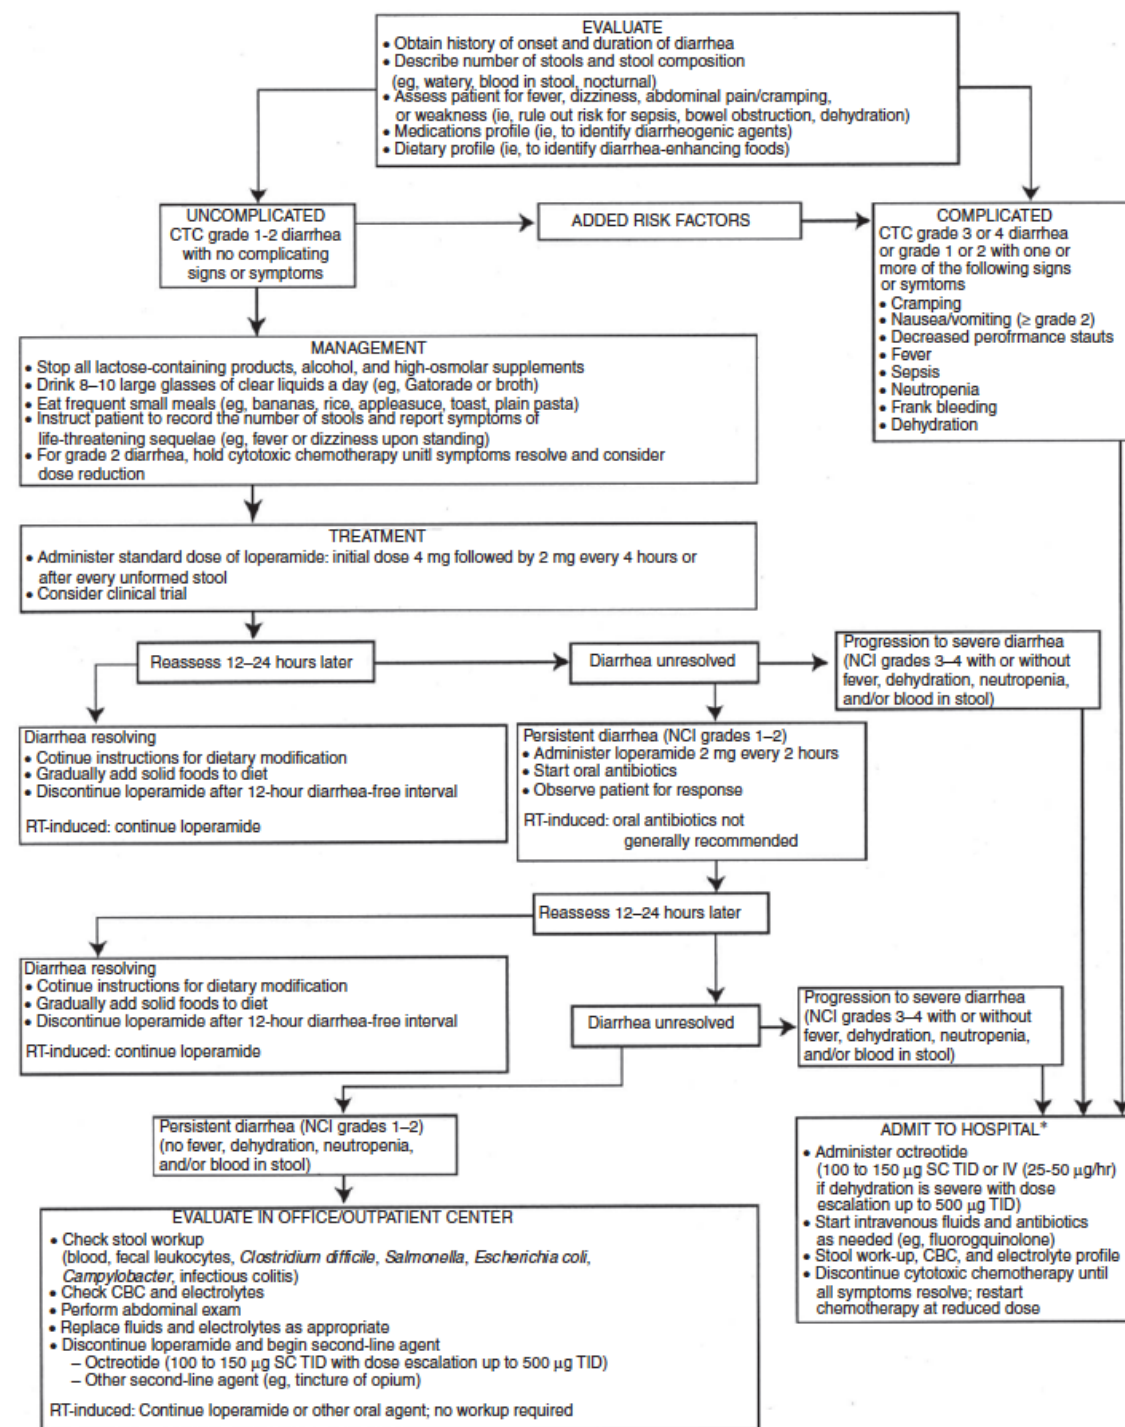 EVALUATE
• Obtain history of onset and duration of diarrhea
• Describe number of stools and stool composition
(eg, watery, blood in stool, nocturnal)
• Assess patient for fever, dizziness, abdominal pain/cramping,
or weakness (ie, rule out risk for sepsis, bowel obstruction, dehydration)
• Medications profile (ie, to identify diarrheogenic agents)
• Dietary profile (ie, to identify diarrhea-enhancing foods)
UNCOMPLICATED
CTC grade 1-2 diarrhea
with no complicating
signs or symptoms
ADDED RISK FACTORS
COMPLICATED
CTC grade 3 or 4 diarrhea
or grade 1 or 2 with one or
more of the following signs
or symtoms
• Cramping
• Nausea/vomiting (≥ grade 2)
• Decreased perofrmance stauts
• Fever
• Sepsis
• Neutropenia
• Frank bleeding
• Dehydration
MANAGEMENT
• Stop all lactose-containing products, alcohol, and high-osmolar supplements
• Drink 8–10 large glasses of clear liquids a day (eg, Gatorade or broth)
• Eat frequent small meals (eg, bananas, rice, appleasuce, toast, plain pasta)
• Instruct patient to record the number of stools and report symptoms of
life-threatening sequelae (eg, fever or dizziness upon standing)
• For grade 2 diarrhea, hold cytotoxic chemotherapy unitl symptoms resolve and consider
dose reduction
TREATMENT
• Administer standard dose of loperamide: initial dose 4 mg followed by 2 mg every 4 hours or
after every unformed stool
• Consider clinical trial
Reassess 12–24 hours later
Diarrhea unresolved
Progression to severe diarrhea
(NCI grades 3–4 with or without
fever, dehydration, neutropenia,
and/or blood in stool)
Diarrhea resolving
• Cotinue instructions for dietary modification
• Gradually add solid foods to diet
• Discontinue loperamide after 12-hour diarrhea-free interval
RT-induced: continue loperamide
Persistent diarrhea (NCI grades 1–2)
• Administer loperamide 2 mg every 2 hours
• Start oral antibiotics
• Observe patient for response
RT-induced: oral antibiotics not
generally recommended
Reassess 12–24 hours later
Diarrhea resolving
• Cotinue instructions for dietary modification
• Gradually add solid foods to diet
• Discontinue loperamide after 12-hour diarrhea-free interval
RT-induced: continue loperamide
Diarrhea unresolved
Progression to severe diarrhea
(NCI grades 3–4 with or without
fever, dehydration, neutropenia,
and/or blood in stool)
Persistent diarrhea (NCI grades 1–2)
(no fever, dehydration, neutropenia,
and/or blood in stool)
ADMIT TO HOSPITAL*
• Administer octreotide
(100 to 150 μg SC TID or IV (25-50 μg/hr)
if dehydration is severe with dose
escalation up to 500 μg TID)
• Start intravenous fluids and antibiotics
as needed (eg, fluorogquinolone)
• Stool work-up, CBC, and electrolyte profile
• Discontinue cytotoxic chemotherapy until
all symptoms resolve; restart
chemotherapy at reduced dose
EVALUATE IN OFFICE/OUTPATIENT CENTER
• Check stool workup
(blood, fecal leukocytes, Clostridium difficile, Salmonella, Escherichia coli,
Campylobacter, infectious colitis)
• Check CBC and electrolytes
• Perform abdominal exam
• Replace fluids and electrolytes as appropriate
• Discontinue loperamide and begin second-line agent
– Octreotide (100 to 150 μg SC TID with dose escalation up to 500 μg TID)
– Other second-line agent (eg, tincture of opium)
RT-induced: Continue loperamide or other oral agent; no workup required